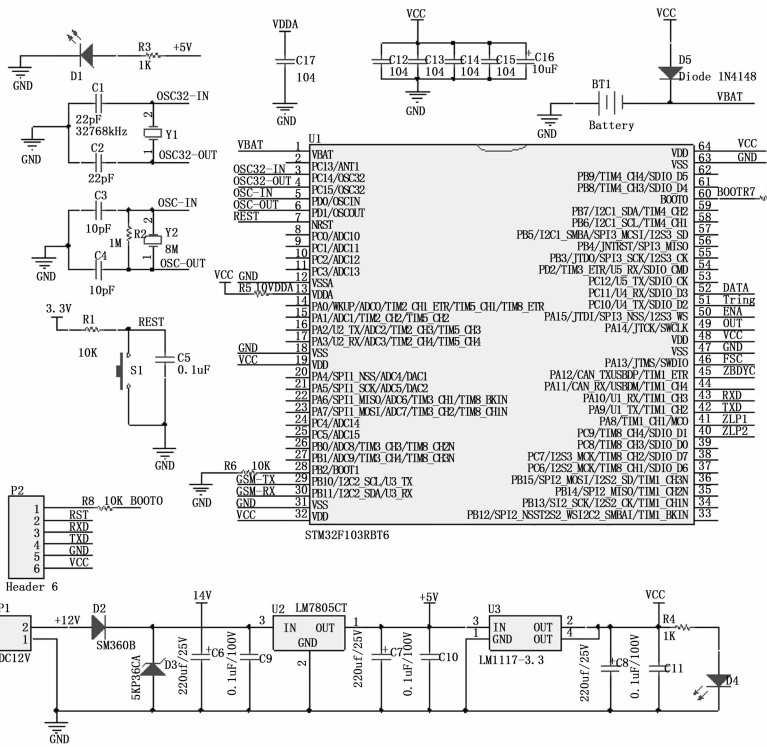 R3 +5V
1K
D1
GND
VDDA
C17
104
GND
VCC
C12 C13 C14 C15 + C16
104 104 104 104 10uF
GND
VCC
D5
Diode 1N4148
BT1
VBAT
Battery
GND
C1 OSC32-IN
22pF
32768kHz
2
Y1
1
GND
C2 OSC32-OUT
22pF
C3 OSC-IN
10pF
R2
1M
2
Y2
8M
1
GND
C4 OSC-OUT
10pF
3.3V
R1 REST
10K
S1
C5
0.1uF
GND
U1
VBAT 1 VBAT
2 PC13/ANT1
OSC32-IN 3 PC14/OSC32
OSC32-OUT 4 PC15/OSC32
OSC-IN 5 PD0/OSCIN
OSC-OUT 6 PD1/OSCOUT
REST 7 NRST
8 PC0/ADC10
9 PC1/ADC11
10 PC2/ADC12
11 PC3/ADC13
VCC GND 12 VSSA
R5 10VDDA 13 VDDA
14 PA0/WKUP/ADC0/TIM2_CH1_ETR/TIM5_CH1/TIM8_ETR
15 PA1/ADC1/TIM2_CH2/TIM5_CH2
16 PA2/U2_TX/ADC2/TIM2_CH3/TIM5_CH3
17 PA3/U2_RX/ADC3/TIM2_CH4/TIM5_CH4
GND 18 VSS
VCC 19 VDD
20 PA4/SPI1_NSS/ADC4/DAC1
21 PA5/SPI1_SCK/ADC5/DAC2
22 PA6/SPI1_MISO/ADC6/TIM3_CH1/TIM8_BKIN
23 PA7/SPI1_MOSI/ADC7/TIM3_CH2/TIM8_CH1N
24 PC4/ADC14
25 PC5/ADC15
26 PB0/ADC8/TIM3_CH3/TIM8_CH2N
27 PB1/ADC9/TIM3_CH4/TIM8_CH3N
R6 10K 28 PB2/BOOT1
GSM-TX 29 PB10/I2C2_SCL/U3_TX
GSM-RX 30 PB11/I2C2_SDA/U3_RX
GND 31 VSS
VCC 32 VDD
GND
STM32F103RBT6
VDD 64 VCC
VSS 63 GND
PB9/TIM4_CH4/SDIO_D5 62
PB8/TIM4_CH3/SDIO_D4 61
BOOT0 60 BOOTR7
PB7/I2C1_SDA/TIM4_CH2 59
PB6/I2C1_SCL/TIM4_CH1 58
PB5/I2C1_SMBA/SPI3_MCSI/I2S3_SD 57
PB4/JNTRST/SPI3_MISO 56
PB3/JTDO/SPI3_SCK/I2S3_CK 55
PD2/TIM3_ETR/U5_RX/SDIO_CMD 54
PC12/U5_TX/SDIO_CK 53
PC11/U4_RX/SDIO_D3 52 DATA
PC10/U4_TX/SDIO_D2 51 Tring
PA15/JTDI/SPI3_NSS/I2S3_WS 50 ENA
PA14/JTCK/SWCLK 49 OUT
VDD 48 VCC
VSS 47 GND
PA13/JTMS/SWDIO 46 FSC
PA12/CAN_TXUSBDP/TIM1_ETR 45 ZBDYC
PA11/CAN_RX/USBDM/TIM1_CH4 44
PA10/U1_RX/TIM1_CH3 43 RXD
PA9/U1_TX/TIM1_CH2 42 TXD
PA8/TIM1_CH1/MCO 41 ZLP1
PC9/TIM8_CH4/SDIO_D1 40 ZLP2
PC8/TIM8_CH3/SDIO_D0 39
PC7/I2S3_MCK/TIM8_CH2/SDIO_D7 38
PC6/I2S2_MCK/TIM8_CH1/SDIO_D6 37
PB15/SPI2_MOSI/I2S2_SD/TIM1_CH3N 36
PB14/SPI2_MISO/TIM1_CH2N 35
PB13/SI2_SCK/I2S2_CK/TIM1_CH1N 34
PB12/SPI2_NSST2S2_WSI2C2_SMBAI/TIM1_BKIN 33
P2
1 R8 10K BOOT0
2 RST
3 RXD
4 TXD
5 GND
6 VCC
Header 6
P1
2 +12V
1
DC12V
D2
SM360B
D3
5KP36CA
14V
+ C6
220uf/25V
C9
0.1uF/100V
U2 LM7805CT
3 IN OUT 1
GND
2
+5V
+ C7
220uf/25V
C10
0.1uF/100V
U3
3 IN OUT 2
1 GND OUT 4
LM1117-3.3
VCC
+ C8
220uf/25V
C11
0.1uF/100V
R4
1K
D4
GND